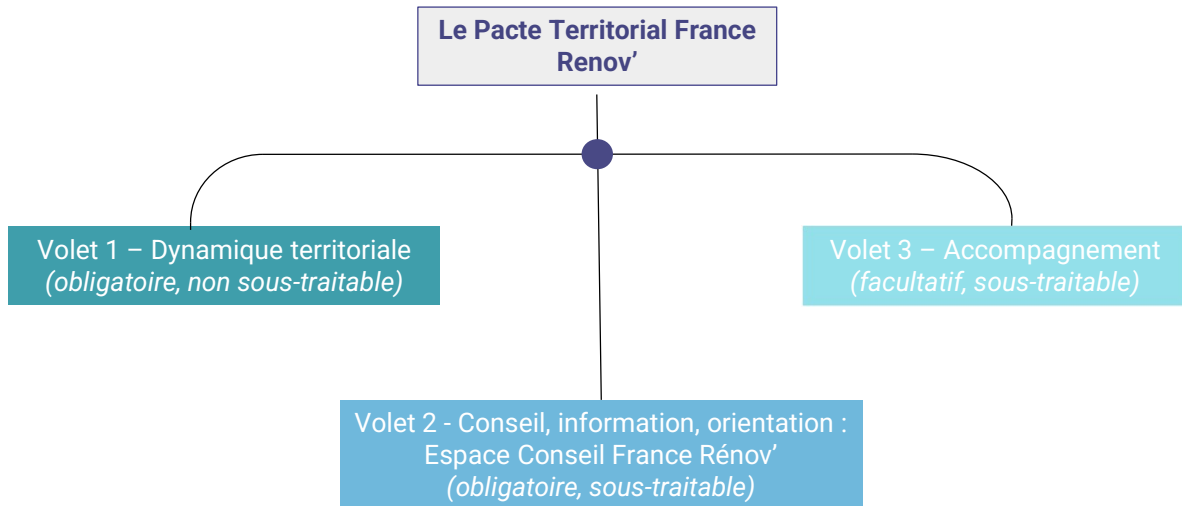 Le Pacte Territorial France
Renov’
Volet 1 – Dynamique territoriale
(obligatoire, non sous-traitable)
Volet 3 – Accompagnement
(facultatif, sous-traitable)
Volet 2 - Conseil, information, orientation :
Espace Conseil France Rénov’
(obligatoire, sous-traitable)